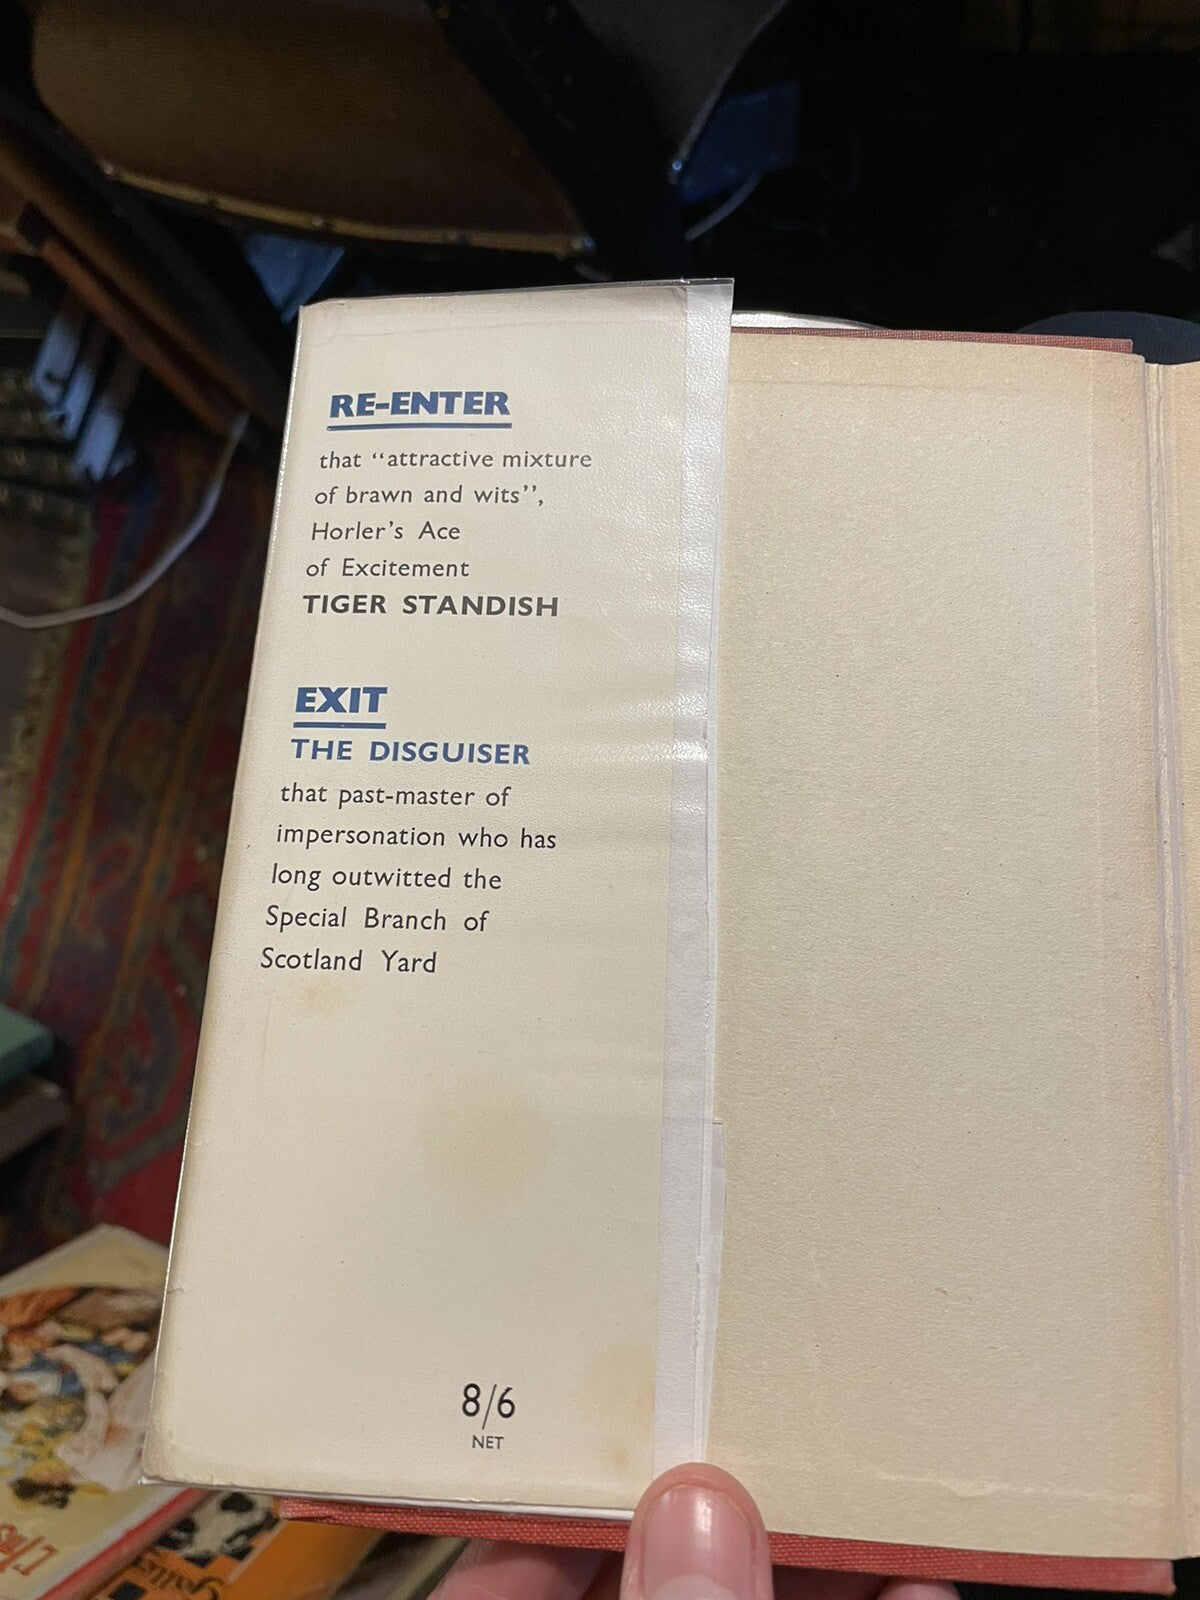 RE-ENTER
that “attractive mixture
of brawn and wits”,
Horler’s Ace
of Excitement
TIGER STANDISH
EXIT
THE DISGUISER
that past-master of
impersonation who has
long outwitted the
Special Branch of
Scotland Yard
8/6
NET